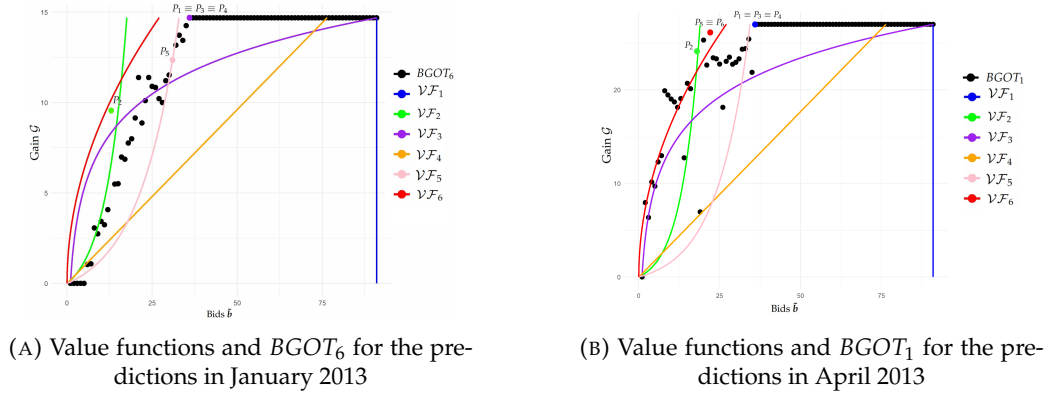 P₁ ≡ P₃ ≡ P₄
15
P₅
P₂
10
5
0
Gain 𝒢
0 25 50 75
Bids b̃
BGOT₆
𝒱ℱ₁
𝒱ℱ₂
𝒱ℱ₃
𝒱ℱ₄
𝒱ℱ₅
𝒱ℱ₆
(A) Value functions and BGOT₆ for the pre-
dictions in January 2013
P₅ ≡ P₆
P₁ = P₃ = P₄
P₂
20
10
0
Gain 𝒢
0 25 50 75
Bids b̃
BGOT₁
𝒱ℱ₁
𝒱ℱ₂
𝒱ℱ₃
𝒱ℱ₄
𝒱ℱ₅
𝒱ℱ₆
(B) Value functions and BGOT₁ for the pre-
dictions in April 2013